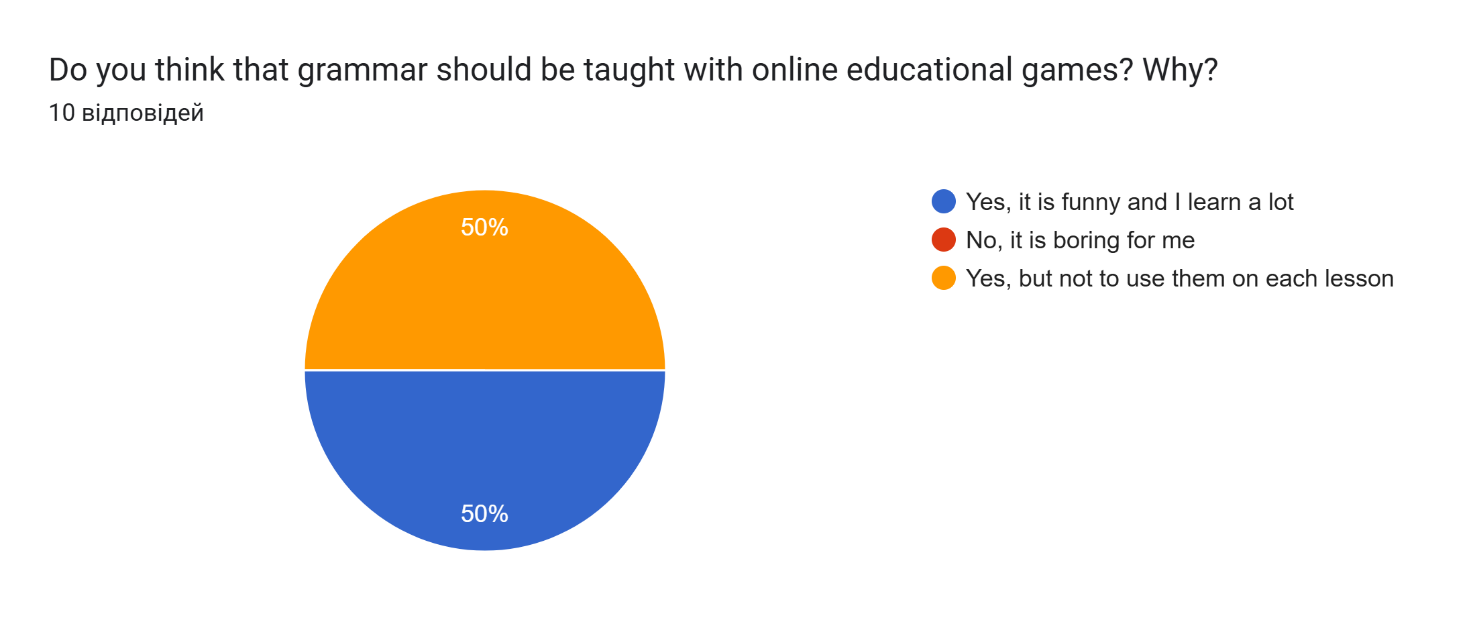 Do you think that grammar should be taught with online educational games? Why?
10 відповідей
50%
50%
Yes, it is funny and I learn a lot
No, it is boring for me
Yes, but not to use them on each lesson